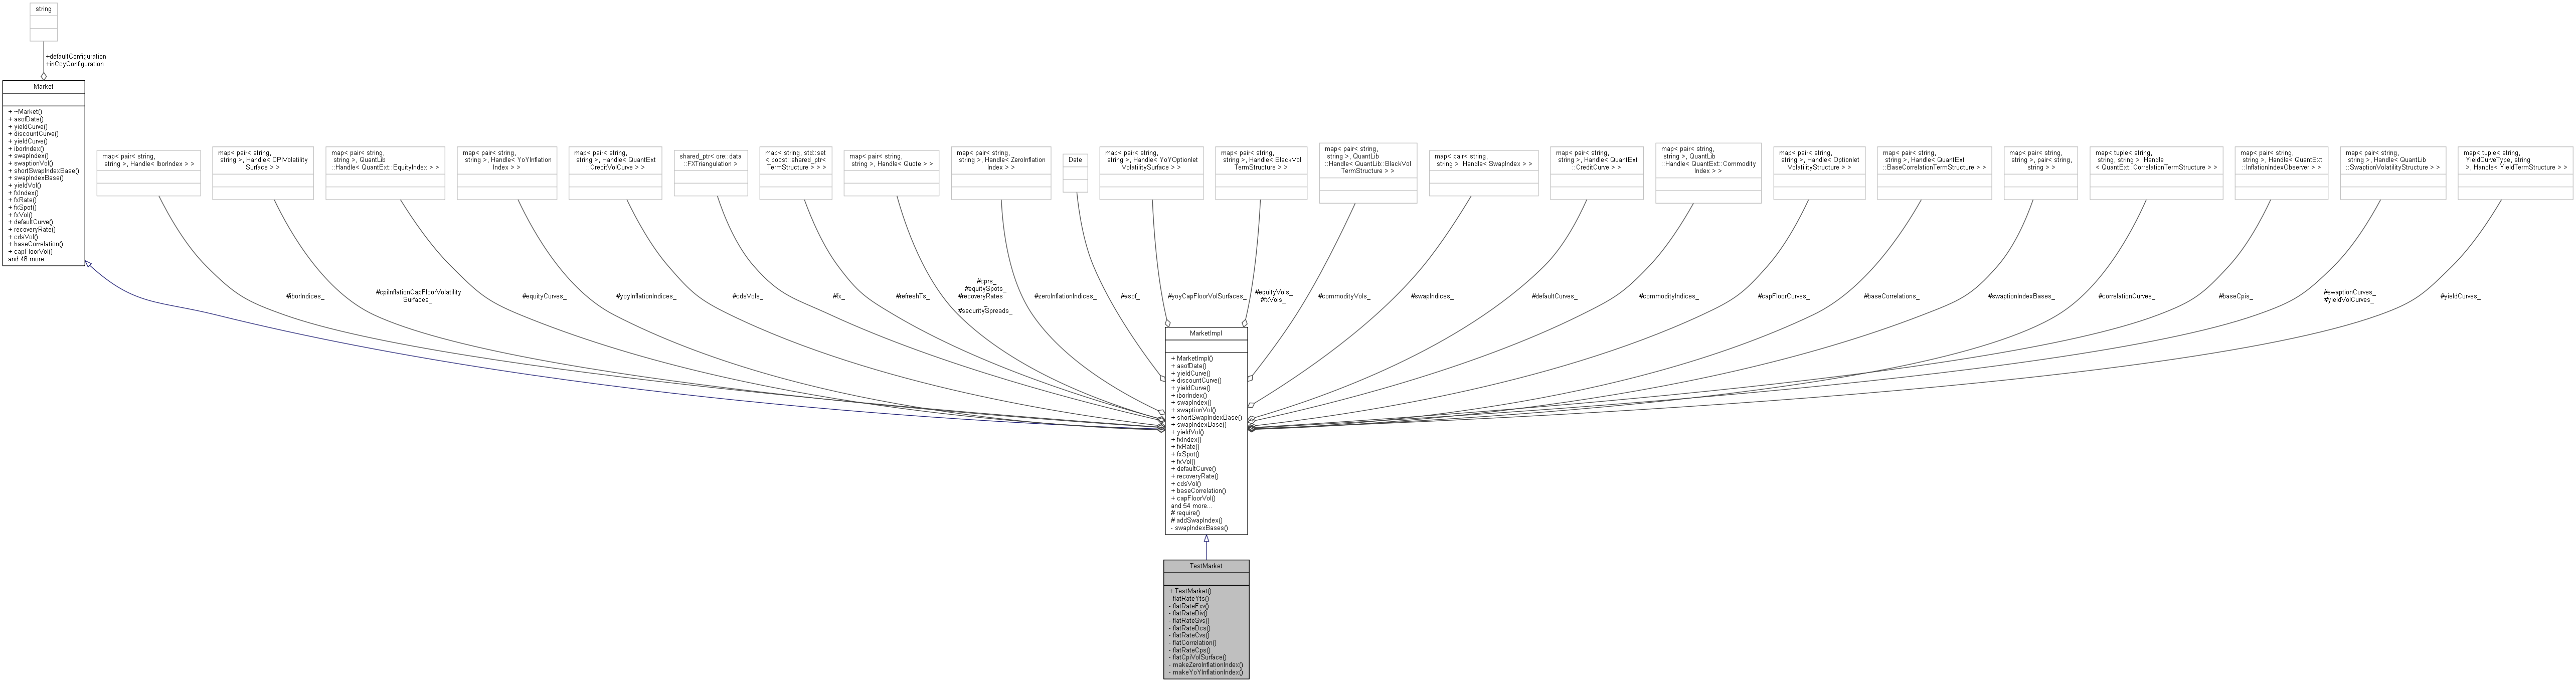 string
+defaultConfiguration
+inCcyConfiguration
Market
+ ~Market()
+ asofDate()
+ yieldCurve()
+ discountCurve()
+ yieldCurve()
+ iborIndex()
+ swapIndex()
+ swaptionVol()
+ shortSwapIndexBase()
+ swapIndexBase()
+ yieldVol()
+ fxIndex()
+ fxRate()
+ fxSpot()
+ fxVol()
+ defaultCurve()
+ recoveryRate()
+ cdsVol()
+ baseCorrelation()
+ capFloorVol()
and 48 more...
map< pair< string,
string >, Handle< IborIndex > >
map< pair< string,
string >, Handle< CPIVolatility
Surface > >
map< pair< string,
string >, QuantLib
::Handle< QuantExt::EquityIndex > >
map< pair< string,
string >, Handle< YoYInflation
Index > >
map< pair< string,
string >, Handle< QuantExt
::CreditVolCurve > >
shared_ptr< ore::data
::FXTriangulation >
map< string, std::set
< boost::shared_ptr<
TermStructure > > >
map< pair< string,
string >, Handle< Quote > >
map< pair< string,
string >, Handle< ZeroInflation
Index > >
Date
map< pair< string,
string >, Handle< YoYOptionlet
VolatilitySurface > >
map< pair< string,
string >, Handle< BlackVol
TermStructure > >
map< pair< string,
string >, QuantLib
::Handle< QuantLib::BlackVol
TermStructure > >
map< pair< string,
string >, Handle< SwapIndex > >
map< pair< string,
string >, Handle< QuantExt
::CreditCurve > >
map< pair< string,
string >, QuantLib
::Handle< QuantExt::Commodity
Index > >
map< pair< string,
string >, Handle< Optionlet
VolatilityStructure > >
map< pair< string,
string >, Handle< QuantExt
::BaseCorrelationTermStructure > >
map< pair< string,
string >, pair< string,
string > >
map< tuple< string,
string, string >, Handle
< QuantExt::CorrelationTermStructure > >
map< pair< string,
string >, Handle< QuantExt
::InflationIndexObserver > >
map< pair< string,
string >, Handle< QuantLib
::SwaptionVolatilityStructure > >
map< tuple< string,
YieldCurveType, string
>, Handle< YieldTermStructure > >
#iborIndices_
#cpiInflationCapFloorVolatility
Surfaces_
#equityCurves_
#yoyInflationIndices_
#cdsVols_
#fx_
#refreshTs_
#cprs_
#equitySpots_
#recoveryRates
_
#securitySpreads_
#zeroInflationIndices_
#asof_
#yoyCapFloorVolSurfaces_
#equityVols_
#fxVols_
#commodityVols_
#swapIndices_
#defaultCurves_
#commodityIndices_
#capFloorCurves_
#baseCorrelations_
#swaptionIndexBases_
#correlationCurves_
#baseCpis_
#swaptionCurves_
#yieldVolCurves_
#yieldCurves_
MarketImpl
+ MarketImpl()
+ asofDate()
+ yieldCurve()
+ discountCurve()
+ yieldCurve()
+ iborIndex()
+ swapIndex()
+ swaptionVol()
+ shortSwapIndexBase()
+ swapIndexBase()
+ yieldVol()
+ fxIndex()
+ fxRate()
+ fxSpot()
+ fxVol()
+ defaultCurve()
+ recoveryRate()
+ cdsVol()
+ baseCorrelation()
+ capFloorVol()
and 54 more...
# require()
# addSwapIndex()
- swapIndexBases()
TestMarket
+ TestMarket()
- flatRateYts()
- flatRateFxv()
- flatRateDiv()
- flatRateSvs()
- flatRateDcs()
- flatRateCvs()
- flatCorrelation()
- flatRateCps()
- flatCpiVolSurface()
- makeZeroInflationIndex()
- makeYoYInflationIndex()